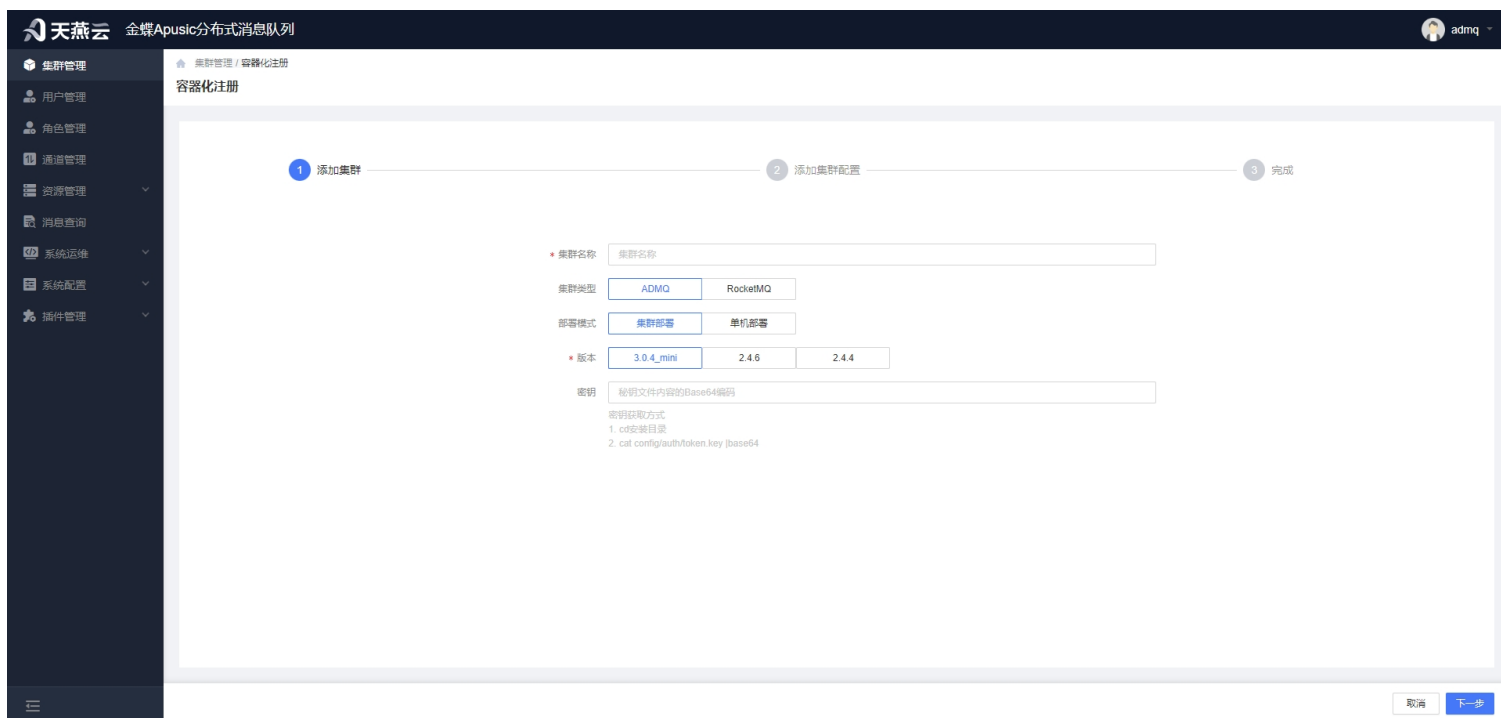 天燕云 金蝶Apusic分布式消息队列
admq
集群管理
用户管理
角色管理
通道管理
资源管理
消息查询
系统运维
系统配置
插件管理
集群管理 / 容器化注册
容器化注册
1 添加集群
2 添加集群配置
3 完成
* 集群名称 集群名称
集群类型 ADMQ RocketMQ
部署模式 集群部署 单机部署
* 版本 3.0.4_mini 2.4.6 2.4.4
密钥 秘钥文件内容的Base64编码
密钥获取方式
1. cd安装目录
2. cat config/auth/token.key |base64
取消 下一步